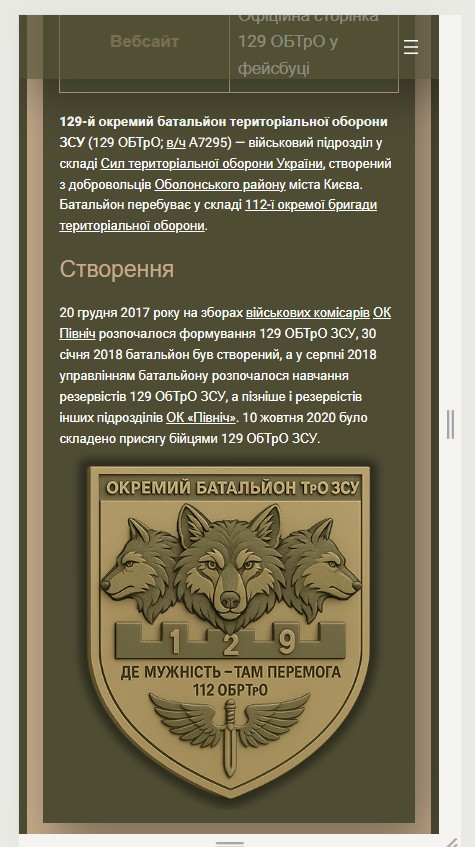 Офіційна сторінка
Вебсайт
129 ОБТрО у
фейсбуці
129-й окремий батальйон територіальної оборони
ЗСУ (129 ОБТрО; в/ч А7295) — військовий підрозділ у
складі Сил територіальної оборони України, створений
з добровольців Оболонського району міста Києва.
Батальйон перебуває у складі 112-ї окремої бригади
територіальної оборони.
Створення
20 грудня 2017 року на зборах військових комісарів ОК
Північ розпочалося формування 129 ОБТрО ЗСУ, 30
січня 2018 батальйон був створений, а у серпні 2018
управлінням батальйону розпочалося навчання
резервістів 129 ОбТрО ЗСУ, а пізніше і резервістів
інших підрозділів ОК «Північ». 10 жовтня 2020 було
складено присягу бійцями 129 ОбТрО ЗСУ.
ОКРЕМИЙ БАТАЛЬЙОН ТрО ЗСУ
1 2 9
ДЕ МУЖНІСТЬ – ТАМ ПЕРЕМОГА
112 ОБРТрО